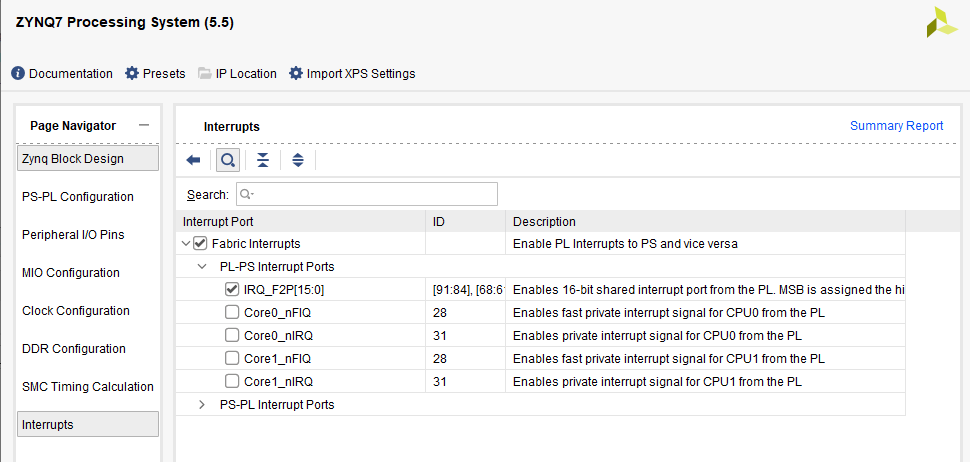 ZYNQ7 Processing System (5.5)
Documentation Presets IP Location Import XPS Settings
Page Navigator
Zynq Block Design
PS-PL Configuration
Peripheral I/O Pins
MIO Configuration
Clock Configuration
DDR Configuration
SMC Timing Calculation
Interrupts
Interrupts Summary Report
Search:
Interrupt Port ID Description
Fabric Interrupts Enable PL Interrupts to PS and vice versa
PL-PS Interrupt Ports
IRQ_F2P[15:0] [91:84], [68:6 Enables 16-bit shared interrupt port from the PL. MSB is assigned the hi
Core0_nFIQ 28 Enables fast private interrupt signal for CPU0 from the PL
Core0_nIRQ 31 Enables private interrupt signal for CPU0 from the PL
Core1_nFIQ 28 Enables fast private interrupt signal for CPU1 from the PL
Core1_nIRQ 31 Enables private interrupt signal for CPU1 from the PL
PS-PL Interrupt Ports